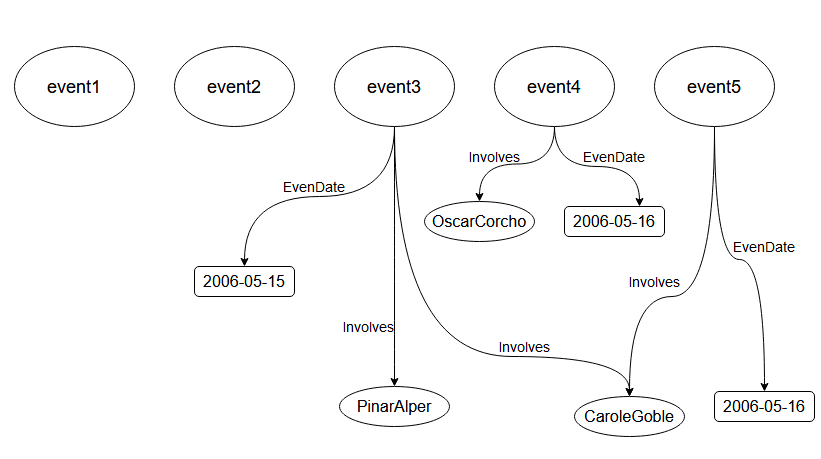 event1
event2
event3
event4
event5
Involves
EvenDate
EvenDate
OscarCorcho
2006-05-16
EvenDate
2006-05-15
Involves
Involves
Involves
PinarAlper
CaroleGoble
2006-05-16